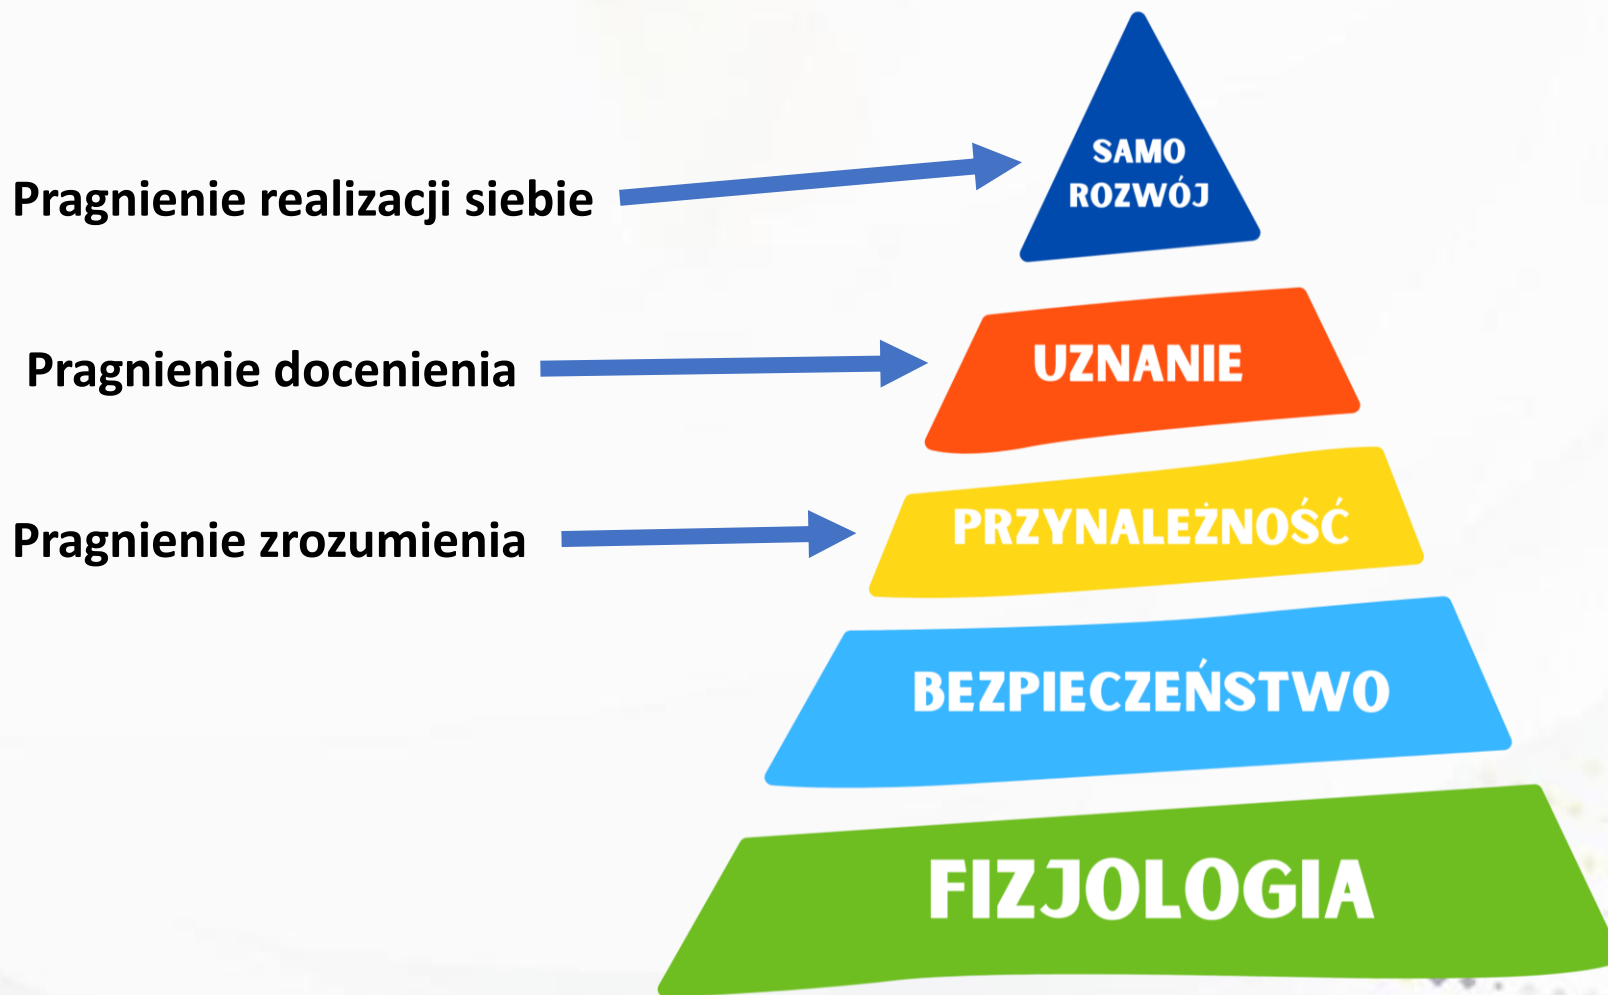 SAMO
ROZWÓJ
Pragnienie realizacji siebie
UZNANIE
Pragnienie docenienia
PRZYNALEŻNOŚĆ
Pragnienie zrozumienia
BEZPIECZEŃSTWO
FIZJOLOGIA